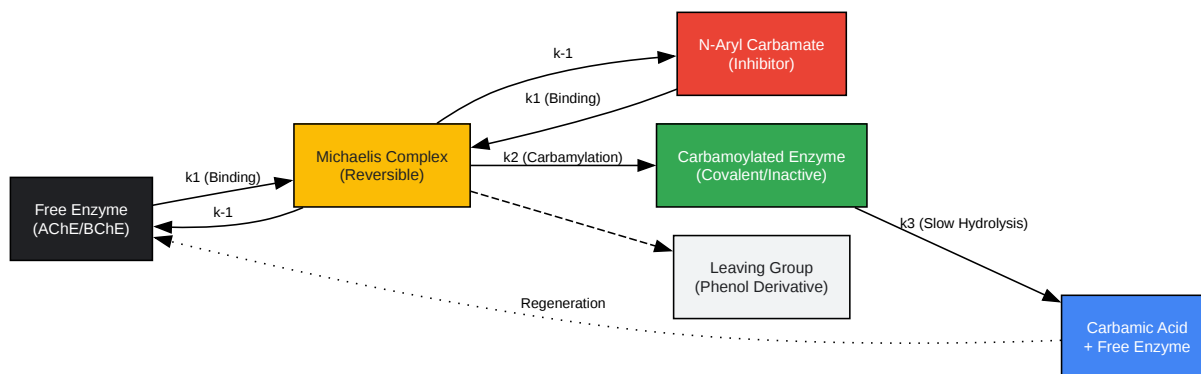 k-1
N-Aryl Carbamate
(Inhibitor)
k1 (Binding)
Michaelis Complex
(Reversible)
k2 (Carbamylation)
Carbamoylated Enzyme
(Covalent/Inactive)
k1 (Binding)
k-1
Free Enzyme
(AChE/BChE)
k3 (Slow Hydrolysis)
Leaving Group
(Phenol Derivative)
Regeneration
Carbamic Acid
+ Free Enzyme